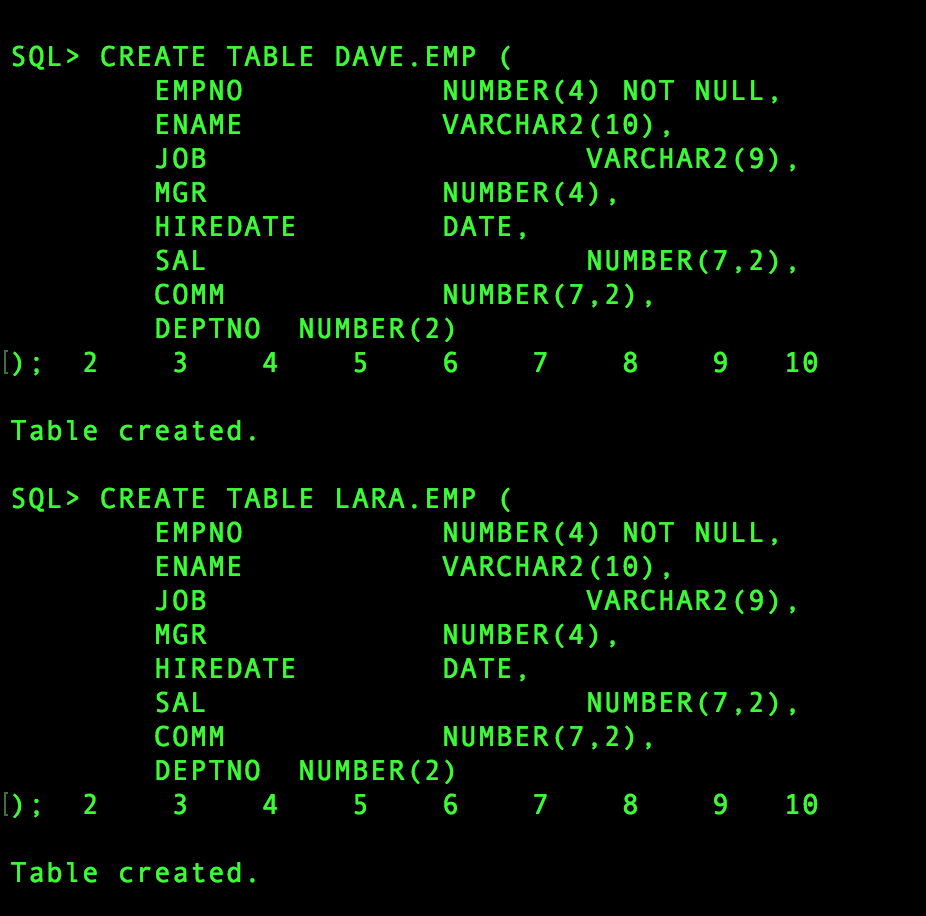 SQL> CREATE TABLE DAVE.EMP (
        EMPNO           NUMBER(4) NOT NULL,
        ENAME           VARCHAR2(10),
        JOB                     VARCHAR2(9),
        MGR             NUMBER(4),
        HIREDATE        DATE,
        SAL                     NUMBER(7,2),
        COMM            NUMBER(7,2),
        DEPTNO  NUMBER(2)
[);  2    3    4    5    6    7    8    9   10
Table created.
SQL> CREATE TABLE LARA.EMP (
        EMPNO           NUMBER(4) NOT NULL,
        ENAME           VARCHAR2(10),
        JOB                     VARCHAR2(9),
        MGR             NUMBER(4),
        HIREDATE        DATE,
        SAL                     NUMBER(7,2),
        COMM            NUMBER(7,2),
        DEPTNO  NUMBER(2)
[);  2    3    4    5    6    7    8    9   10
Table created.